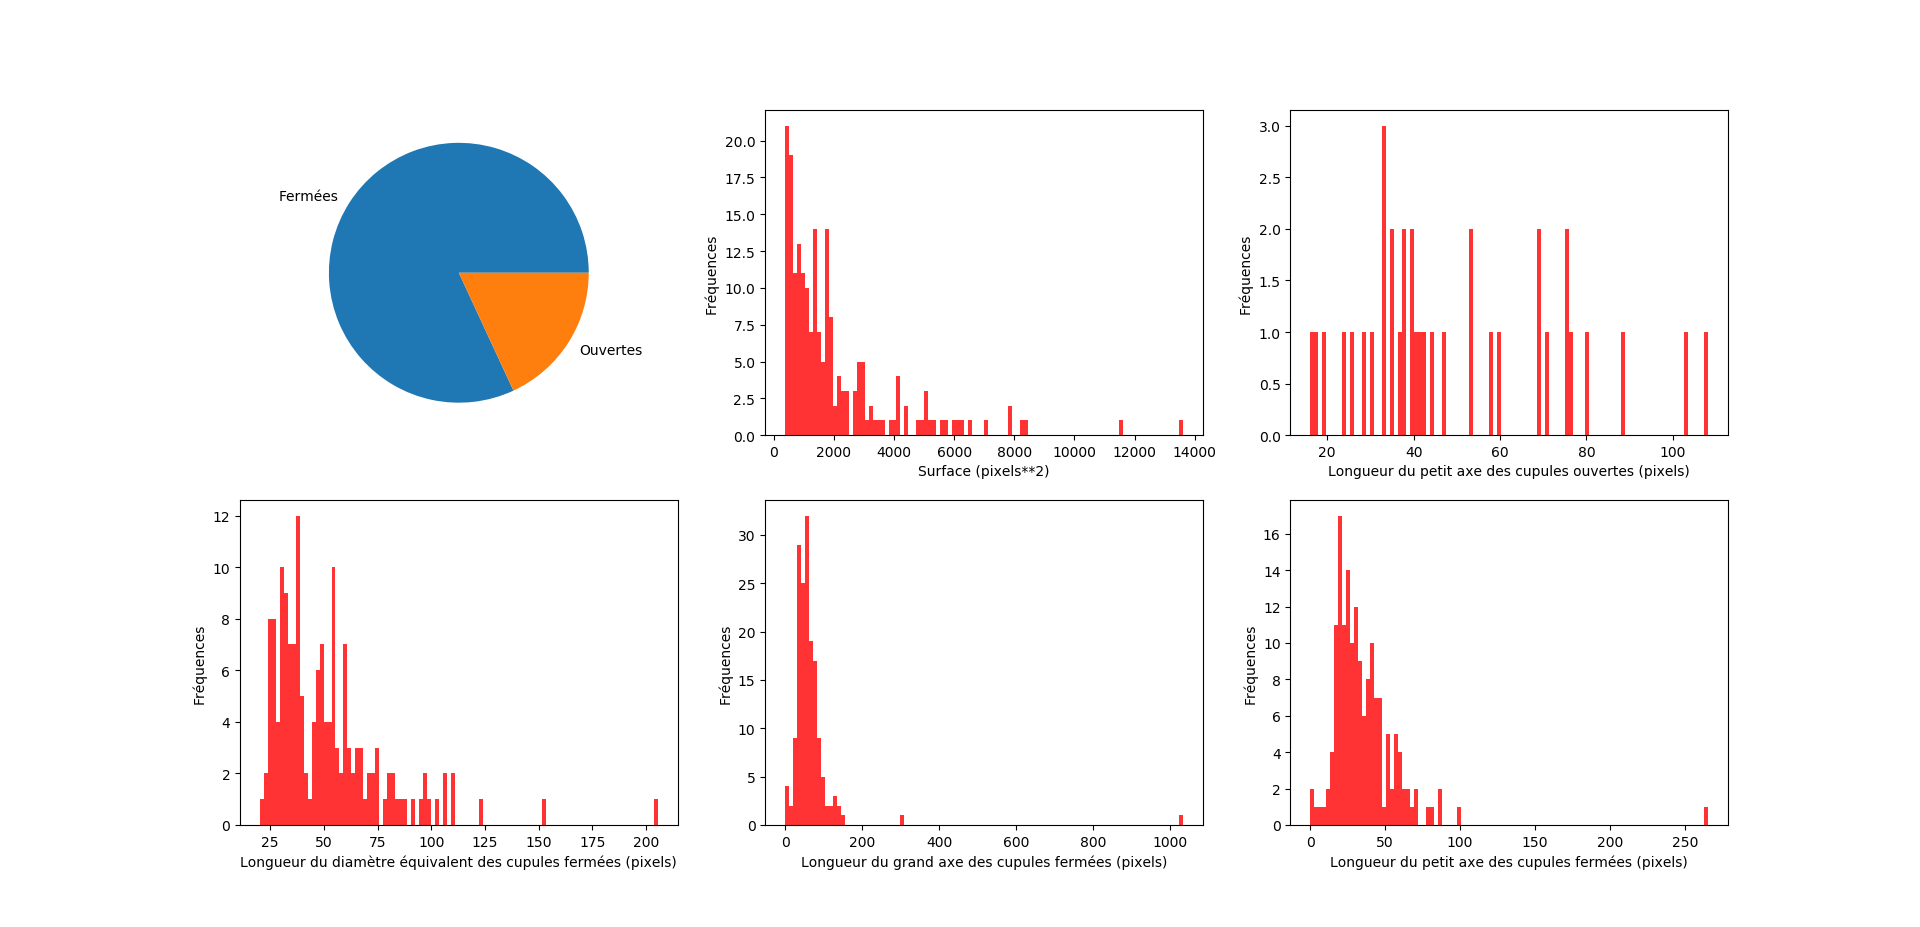 Fermées
Ouvertes
Fréquences
20.0
17.5
15.0
12.5
10.0
7.5
5.0
2.5
0.0
0 2000 4000 6000 8000 10000 12000 14000
Surface (pixels**2)
Fréquences
3.0
2.5
2.0
1.5
1.0
0.5
0.0
20 40 60 80 100
Longueur du petit axe des cupules ouvertes (pixels)
Fréquences
12
10
8
6
4
2
0
25 50 75 100 125 150 175 200
Longueur du diamètre équivalent des cupules fermées (pixels)
Fréquences
30
25
20
15
10
5
0
0 200 400 600 800 1000
Longueur du grand axe des cupules fermées (pixels)
Fréquences
16
14
12
10
8
6
4
2
0
0 50 100 150 200 250
Longueur du petit axe des cupules fermées (pixels)